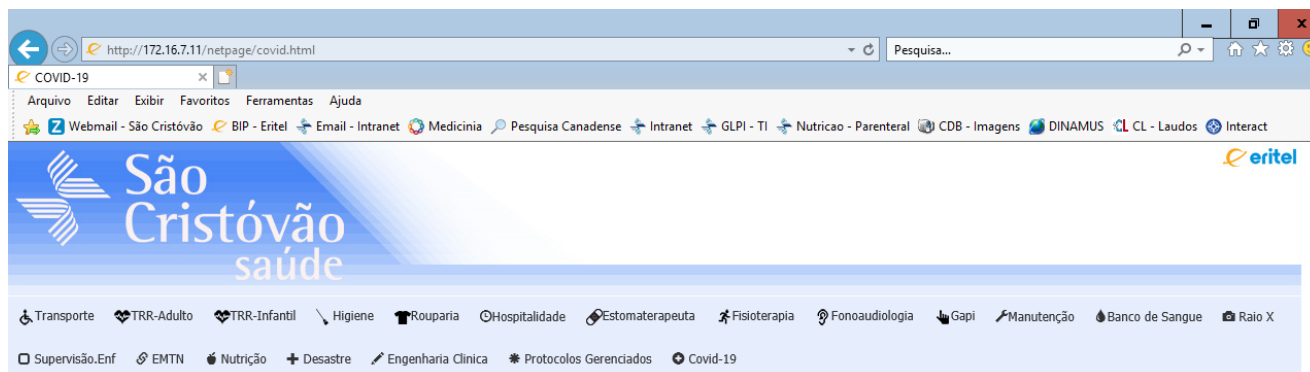 http://172.16.7.11/netpage/covid.html Pesquisa...
COVID-19
Arquivo Editar Exibir Favoritos Ferramentas Ajuda
Webmail - São Cristóvão BIP - Eritel Email - Intranet Medicinia Pesquisa Canadense Intranet GLPI - TI Nutricao - Parenteral CDB - Imagens DINAMUS CL - Laudos Interact
eritel
São
Cristóvão
saúde
Transporte TRR-Adulto TRR-Infantil Higiene Rouparia Hospitalidade Estomaterapeuta Fisioterapia Fonoaudiologia Gapi Manutenção Banco de Sangue Raio X
Supervisão.Enf EMTN Nutrição Desastre Engenharia Clinica Protocolos Gerenciados Covid-19